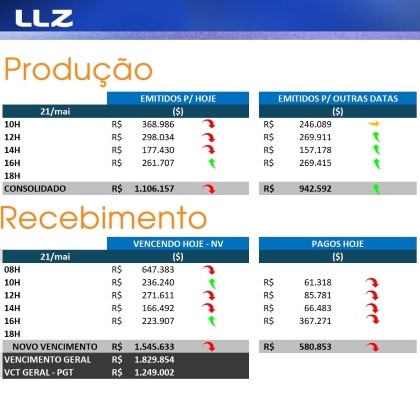 LLZ
Produção
EMITIDOS P/ HOJE EMITIDOS P/ OUTRAS DATAS
21/mai ($) ($)
10H R$ 368.986 R$ 246.089
12H R$ 298.034 R$ 269.911
14H R$ 177.430 R$ 157.178
16H R$ 261.707 R$ 269.415
18H
CONSOLIDADO R$ 1.106.157 R$ 942.592
Recebimento
VENCENDO HOJE - NV PAGOS HOJE
21/mai ($) ($)
08H R$ 647.383
10H R$ 236.240 R$ 61.318
12H R$ 271.611 R$ 85.781
14H R$ 166.492 R$ 66.483
16H R$ 223.907 R$ 367.271
18H
NOVO VENCIMENTO R$ 1.545.633 R$ 580.853
VENCIMENTO GERAL R$ 1.829.854
VCT GERAL - PGT R$ 1.249.002